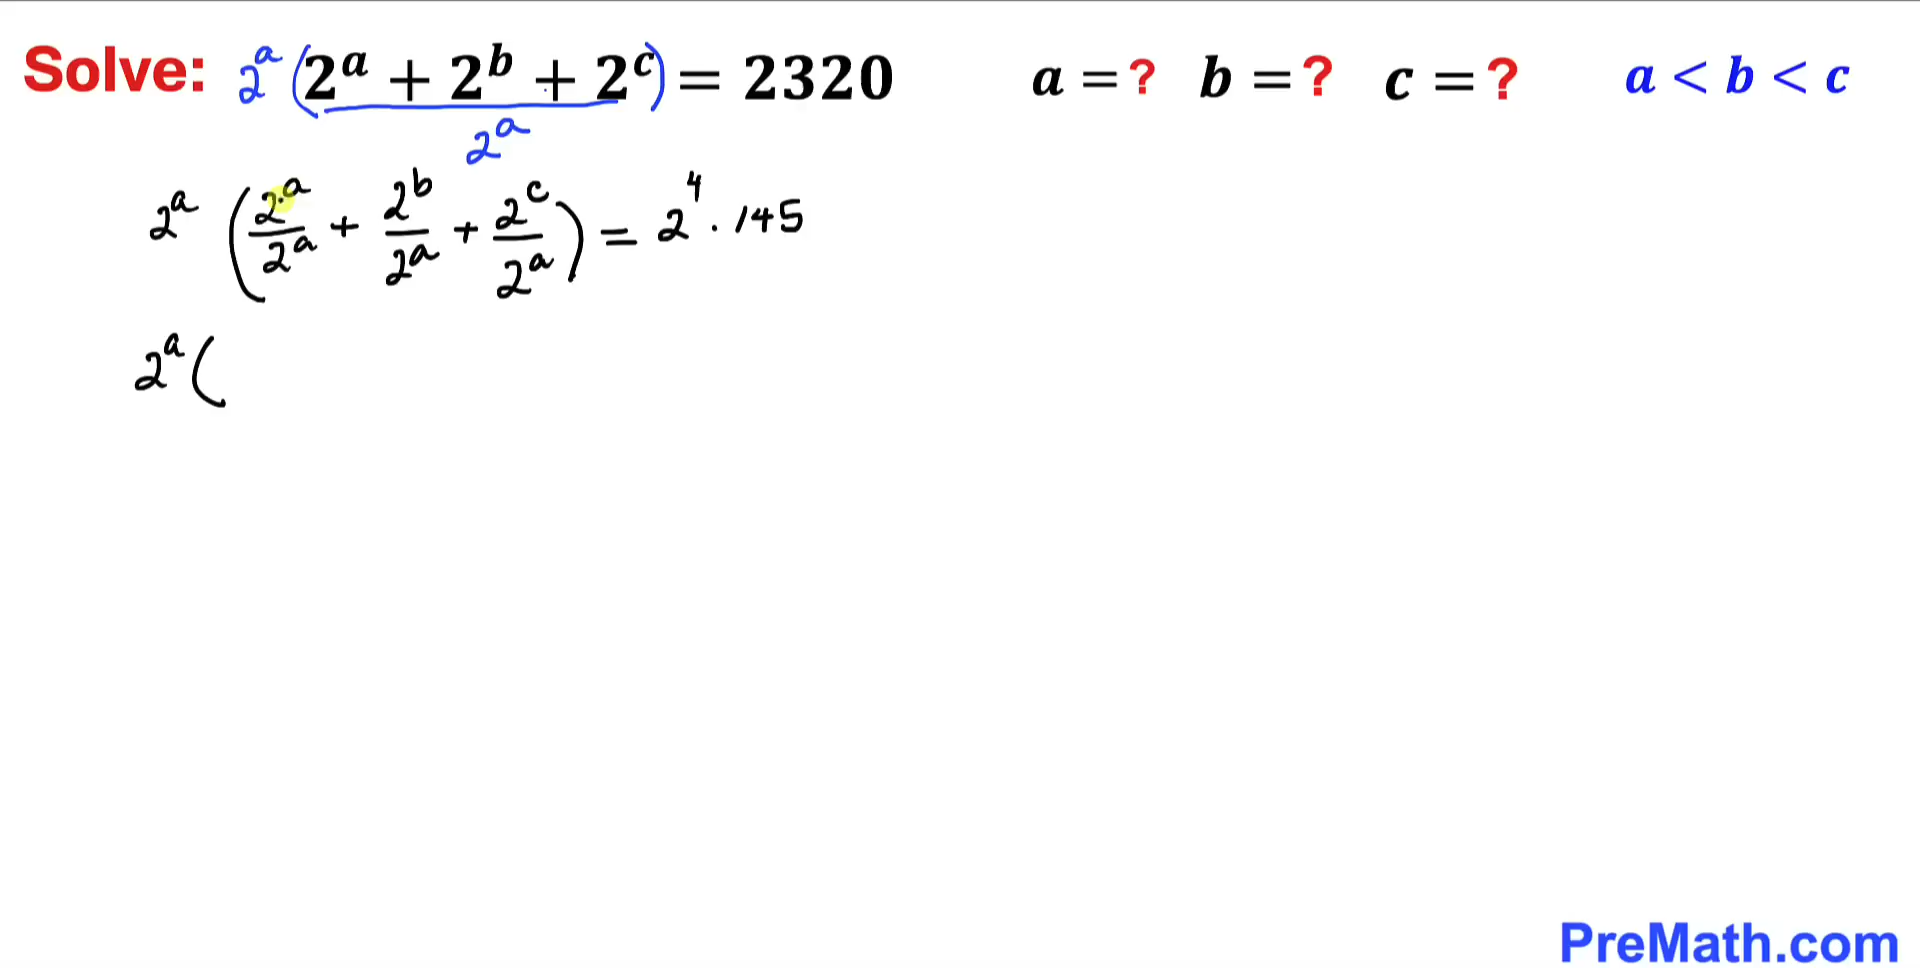 Solve: 2^a (2^a + 2^b + 2^c) = 2320 a = ? b = ? c = ? a < b < c
2^a
2^a (2^a/2^a + 2^b/2^a + 2^c/2^a) = 2^4 . 145
2^a (
PreMath.com